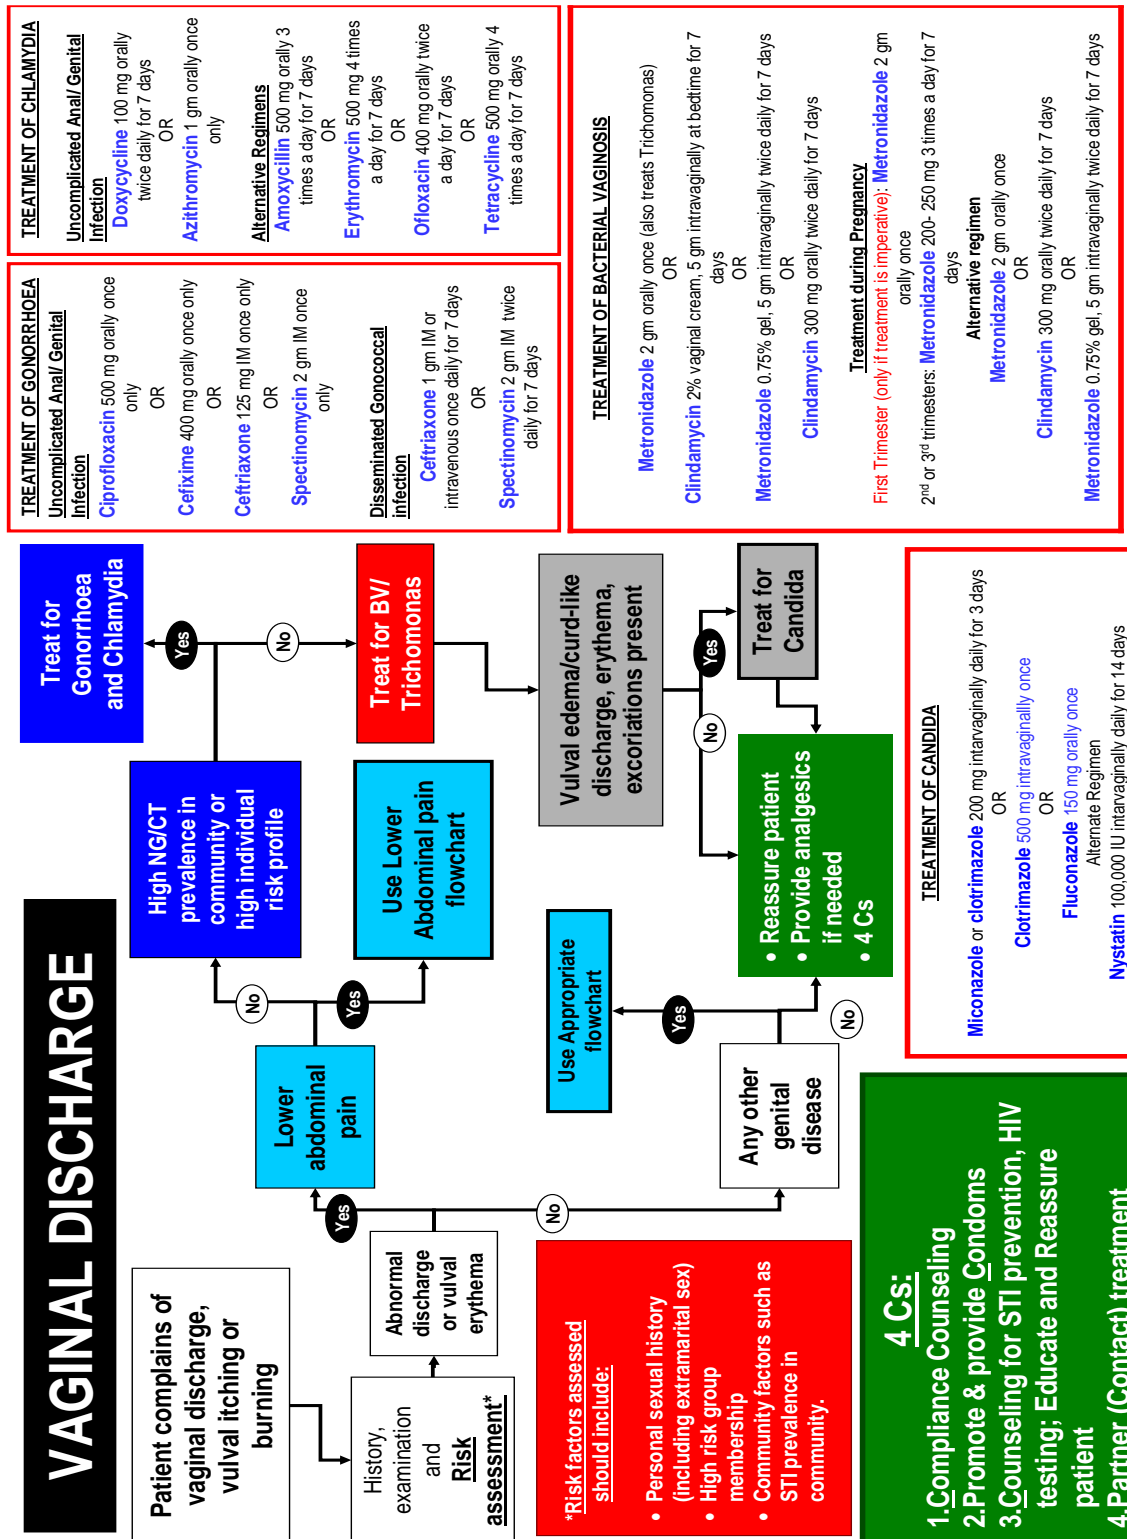 VAGINAL DISCHARGE
Patient complains of
vaginal discharge,
vulval itching or
burning
History,
examination
and Risk
assessment*
Abnormal
discharge
or vulval
erythema
Yes
No
Lower
abdominal
pain
No
Yes
High NG/CT
prevalence in
community or
high individual
risk profile
Use Lower
Abdominal pain
flowchart
Yes
No
Treat for
Gonorrhoea
and Chlamydia
Treat for BV/
Trichomonas
Vulval edema/curd-like
discharge, erythema,
excoriations present
Yes
No
Treat for
Candida
Any other
genital
disease
Yes
No
Use Appropriate
flowchart
• Reassure patient
• Provide analgesics
if needed
• 4 Cs
*Risk factors assessed
should include:
• Personal sexual history
(including extramarital sex)
• High risk group
membership
• Community factors such as
STI prevalence in
community.
4 Cs:
1.Compliance Counseling
2.Promote & provide Condoms
3.Counseling for STI prevention, HIV
testing; Educate and Reassure
patient
4.Partner (Contact) treatment
TREATMENT OF GONORRHOEA
Uncomplicated Anal/ Genital
Infection
Ciprofloxacin 500 mg orally once
only
OR
Cefixime 400 mg orally once only
OR
Ceftriaxone 125 mg IM once only
OR
Spectinomycin 2 gm IM once
only
Disseminated Gonococcal
infection
Ceftriaxone 1 gm IM or
intravenous once daily for 7 days
OR
Spectinomycin 2 gm IM twice
daily for 7 days
TREATMENT OF CHLAMYDIA
Uncomplicated Anal/ Genital
Infection
Doxycycline 100 mg orally
twice daily for 7 days
OR
Azithromycin 1 gm orally once
only
Alternative Regimens
Amoxycillin 500 mg orally 3
times a day for 7 days
OR
Erythromycin 500 mg 4 times
a day for 7 days
OR
Ofloxacin 400 mg orally twice
a day for 7 days
OR
Tetracycline 500 mg orally 4
times a day for 7 days
TREATMENT OF BACTERIAL VAGINOSIS
Metronidazole 2 gm orally once (also treats Trichomonas)
OR
Clindamycin 2% vaginal cream, 5 gm intravaginally at bedtime for 7
days
OR
Metronidazole 0.75% gel, 5 gm intravaginally twice daily for 7 days
OR
Clindamycin 300 mg orally twice daily for 7 days
Treatment during Pregnancy
First Trimester (only if treatment is imperative): Metronidazole 2 gm
orally once
2nd or 3rd trimesters: Metronidazole 200- 250 mg 3 times a day for 7
days
Alternative regimen
Metronidazole 2 gm orally once
OR
Clindamycin 300 mg orally twice daily for 7 days
OR
Metronidazole 0.75% gel, 5 gm intravaginally twice daily for 7 days
TREATMENT OF CANDIDA
Miconazole or clotrimazole 200 mg intarvaginally daily for 3 days
OR
Clotrimazole 500 mg intravaginallly once
OR
Fluconazole 150 mg orally once
Alternate Regimen
Nystatin 100,000 IU intarvaginally daily for 14 days